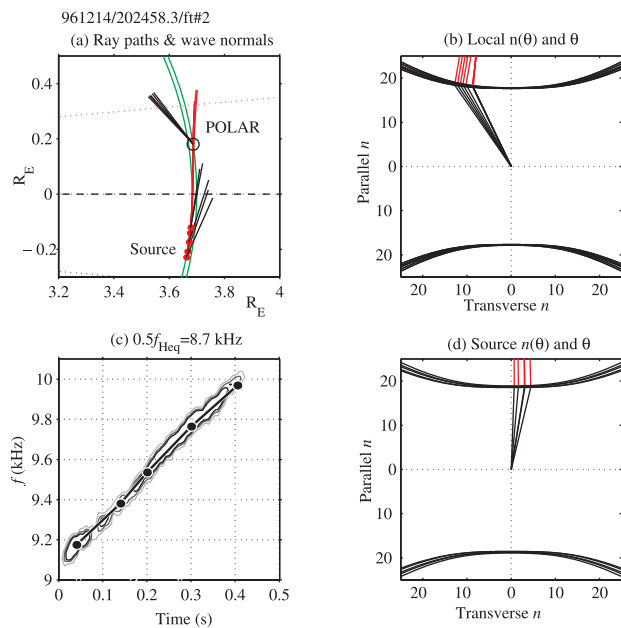 961214/202458.3/ft#2
(a) Ray paths & wave normals
0.4
0.2
0
−0.2
R_E
POLAR
Source
3.2 3.4 3.6 3.8 4
R_E
(b) Local n(θ) and θ
20
10
0
10
20
Parallel n
20 10 0 10 20
Transverse n
(c) 0.5f_Heq=8.7 kHz
10
9.8
9.6
9.4
9.2
9
f (kHz)
0 0.1 0.2 0.3 0.4 0.5
Time (s)
(d) Source n(θ) and θ
20
10
0
10
20
Parallel n
20 10 0 10 20
Transverse n